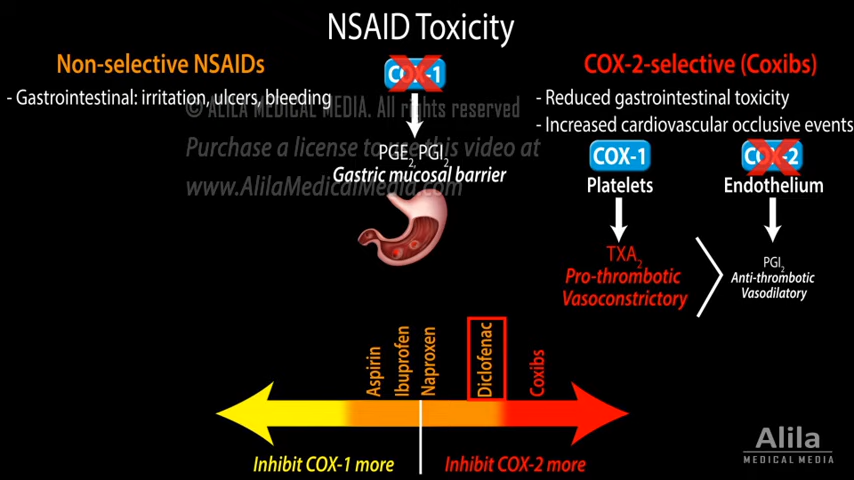 NSAID Toxicity
Non-selective NSAIDs
- Gastrointestinal: irritation, ulcers, bleeding
COX-1
PGE2, PGI2
Gastric mucosal barrier
COX-2-selective (Coxibs)
- Reduced gastrointestinal toxicity
- Increased cardiovascular occlusive events
COX-1
COX-2
Platelets
Endothelium
TXA2
Pro-thrombotic
Vasoconstrictory
PGI2
Anti-thrombotic
Vasodilatory
© ALILA MEDICAL MEDIA. All rights reserved
Purchase a license to use this video at
www.AlilaMedicalMedia.com
Aspirin
Ibuprofen
Naproxen
Diclofenac
Coxibs
Inhibit COX-1 more
Inhibit COX-2 more
Alila
MEDICAL MEDIA